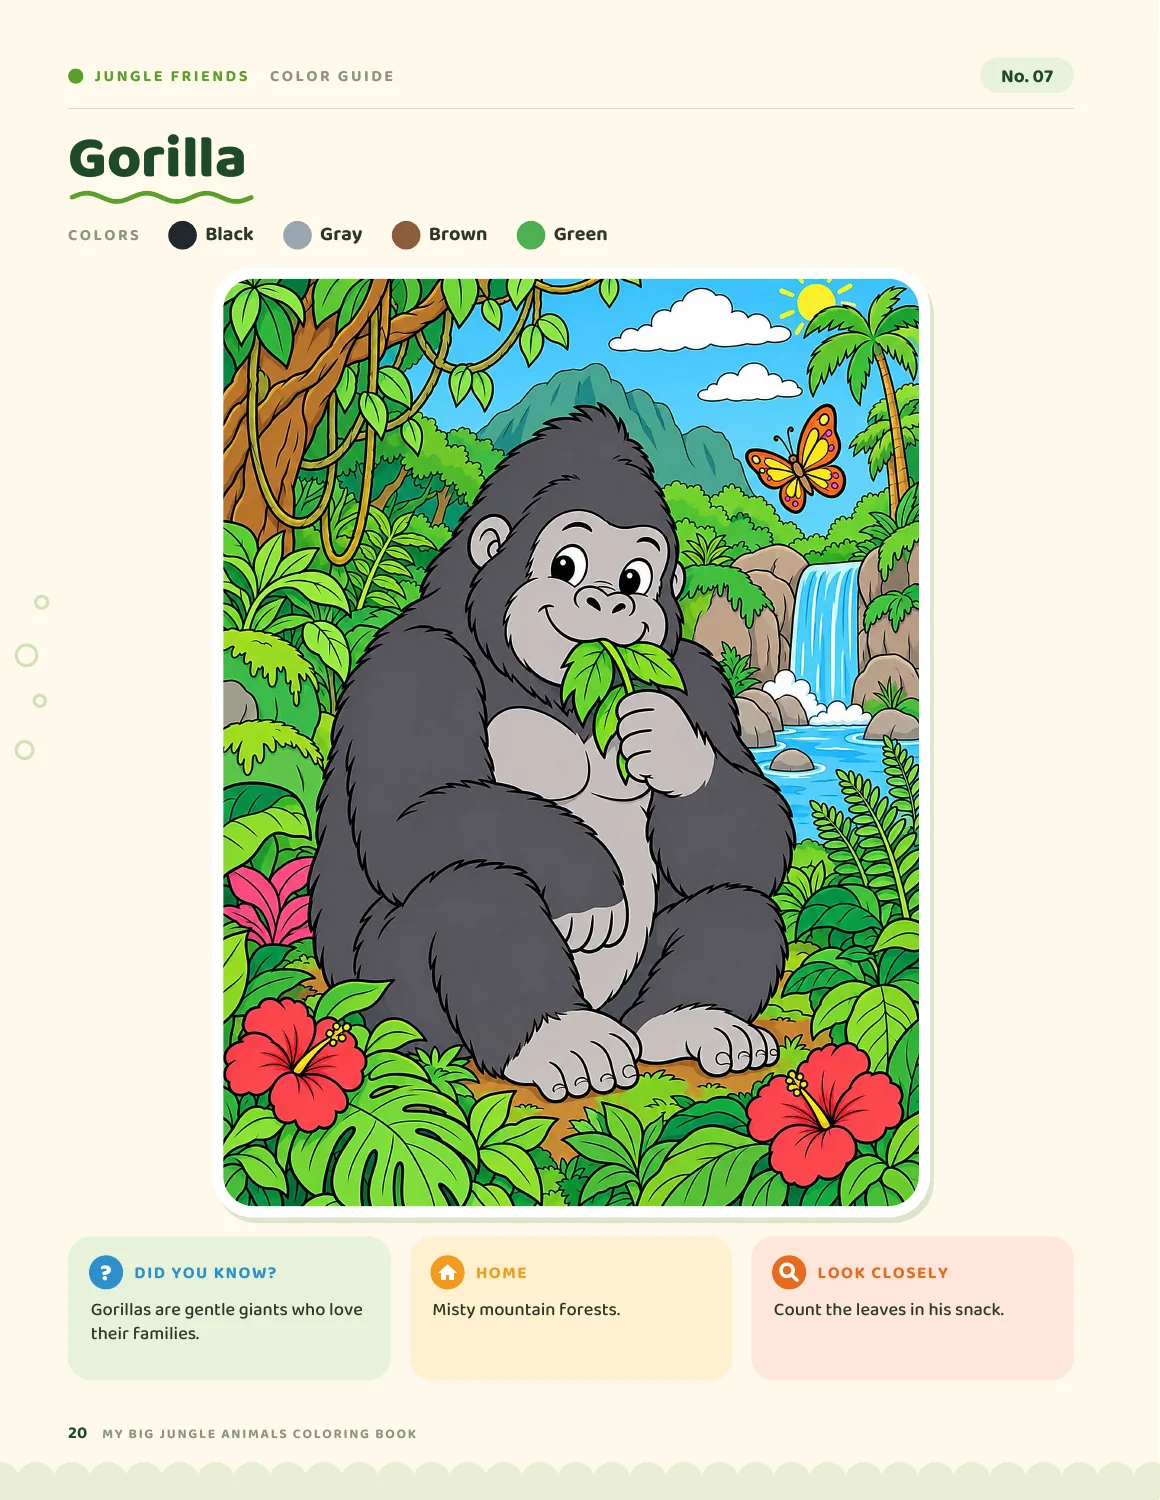 JUNGLE FRIENDS COLOR GUIDE No. 07
Gorilla
COLORS Black Gray Brown Green
? DID YOU KNOW?
Gorillas are gentle giants who love
their families.
HOME
Misty mountain forests.
LOOK CLOSELY
Count the leaves in his snack.
20 MY BIG JUNGLE ANIMALS COLORING BOOK